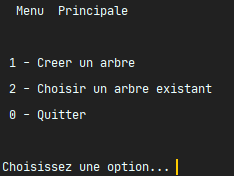 Menu  Principale
1 - Creer un arbre
2 - Choisir un arbre existant
0 - Quitter
Choisissez une option...